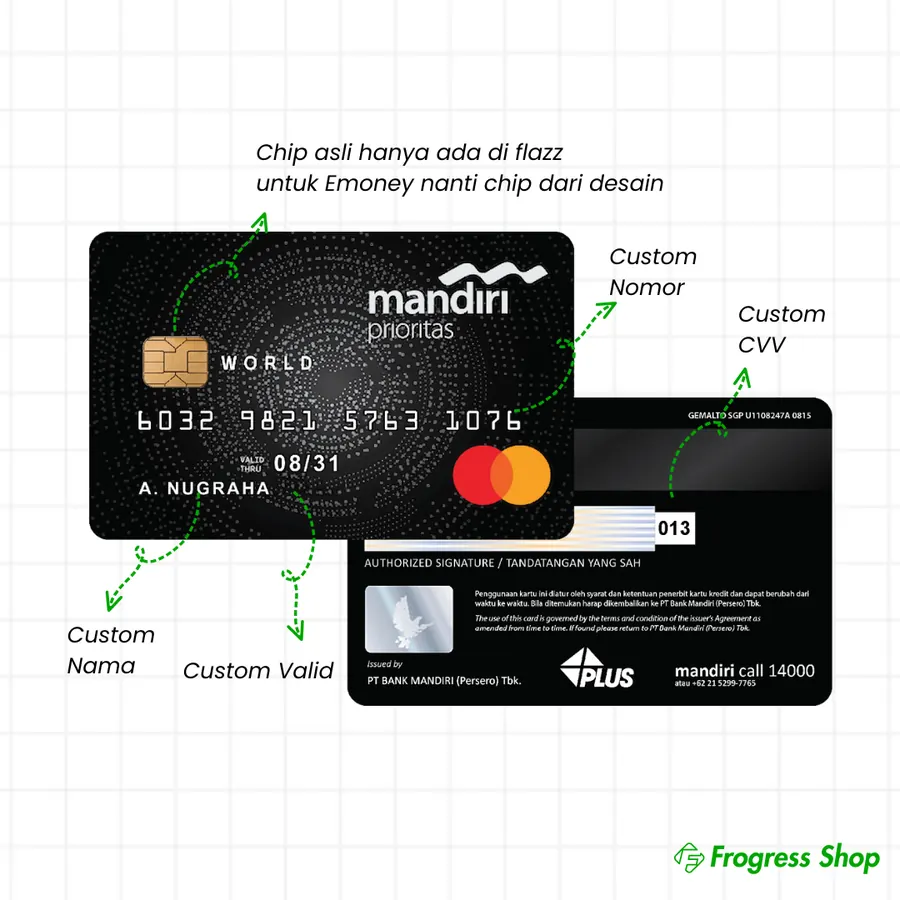 Chip asli hanya ada di flazz
untuk Emoney nanti chip dari desain
mandiri
prioritas
WORLD
6032 9821 5763 1076
VALID
THRU
08/31
A. NUGRAHA
Custom
Nomor
Custom
CVV
GEMALTO SGP U1108247A 0815
013
AUTHORIZED SIGNATURE / TANDATANGAN YANG SAH
Penggunaan kartu ini diatur oleh syarat dan ketentuan penerbit kartu kredit dan dapat berubah dari
waktu ke waktu. Bila ditemukan harap dikembalikan ke PT Bank Mandiri (Persero) Tbk.
The use of this card is governed by the terms and condition of the issuer's Agreement as
amended from time to time. If found please return to PT Bank Mandiri (Persero) Tbk.
Issued by
PT BANK MANDIRI (Persero) Tbk.
PLUS
mandiri call 14000
atau +62 21 5299-7765
Custom
Nama
Custom Valid
Frogress Shop